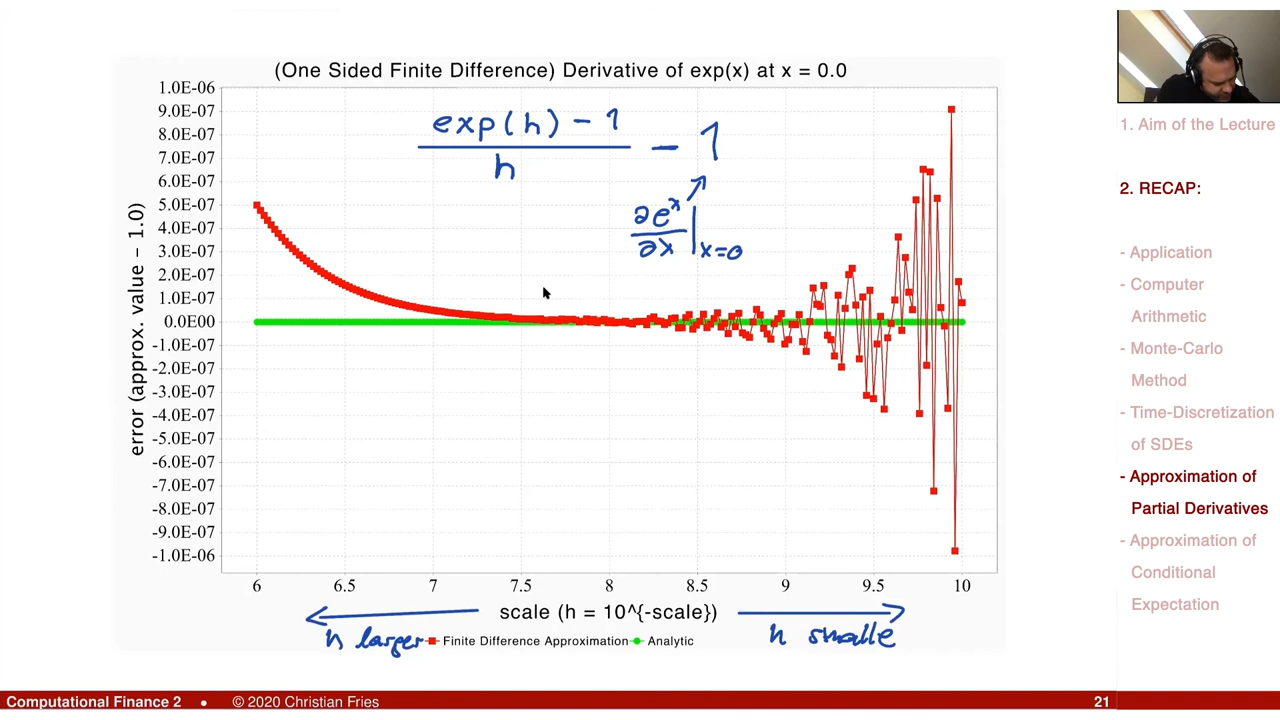 (One Sided Finite Difference) Derivative of exp(x) at x = 0.0
1.0E-06
9.0E-07
8.0E-07
7.0E-07
6.0E-07
5.0E-07
4.0E-07
3.0E-07
2.0E-07
1.0E-07
0.0E00
-1.0E-07
-2.0E-07
-3.0E-07
-4.0E-07
-5.0E-07
-6.0E-07
-7.0E-07
-8.0E-07
-9.0E-07
-1.0E-06
error (approx. value – 1.0)
exp(h) - 1
h
- 1
∂e^x
∂x
x=0
6 6.5 7 7.5 8 8.5 9 9.5 10
scale (h = 10^{-scale})
h larger
h smalle
Finite Difference Approximation
Analytic
1. Aim of the Lecture
2. RECAP:
- Application
- Computer
Arithmetic
- Monte-Carlo
Method
- Time-Discretization
of SDEs
- Approximation of
Partial Derivatives
- Approximation of
Conditional
Expectation
Computational Finance 2 • © 2020 Christian Fries 21